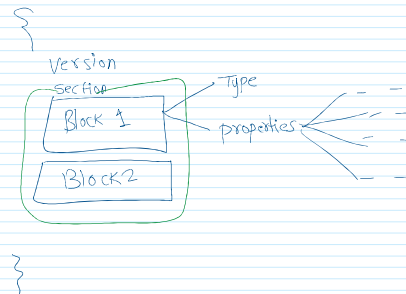 {
Version
section
Type
Block 1
properties
Block2
}